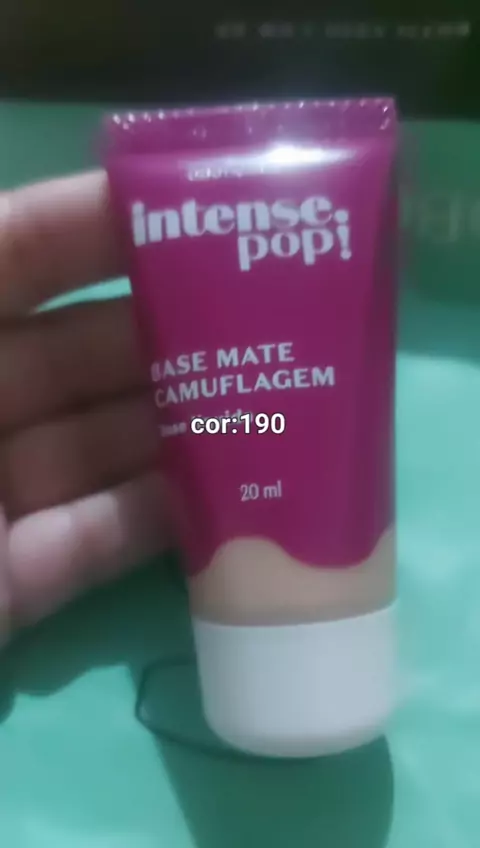 intense.
pop!
BASE MATE
CAMUFLAGEM
cor:190
20 ml